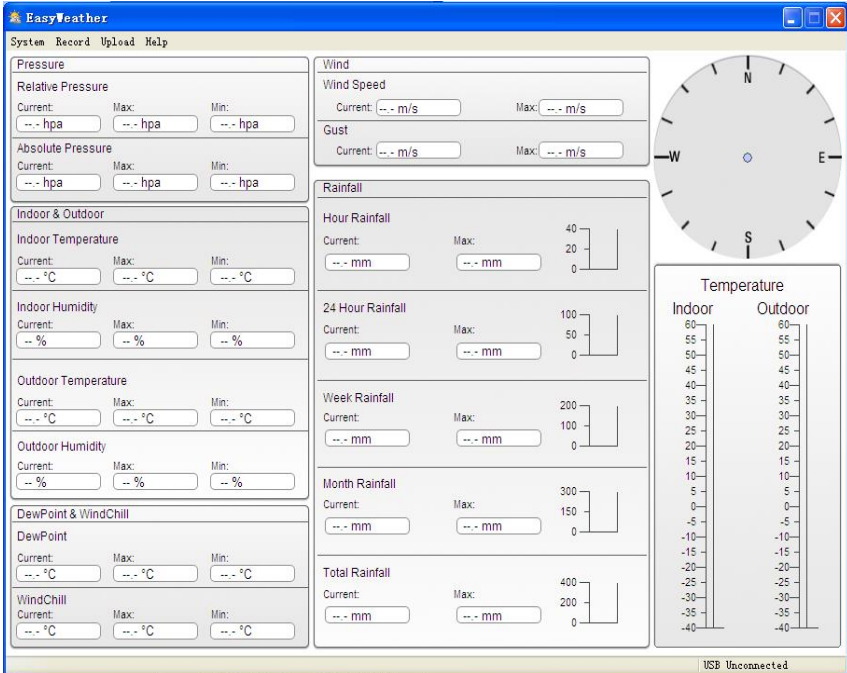 EasyWeather
System Record Upload Help
Pressure
Relative Pressure
Current: Max: Min:
--.- hpa --.- hpa --.- hpa
Absolute Pressure
Current: Max: Min:
--.- hpa --.- hpa --.- hpa
Indoor & Outdoor
Indoor Temperature
Current: Max: Min:
--.- °C --.- °C --.- °C
Indoor Humidity
Current: Max: Min:
-- % -- % -- %
Outdoor Temperature
Current: Max: Min:
--.- °C --.- °C --.- °C
Outdoor Humidity
Current: Max: Min:
-- % -- % -- %
DewPoint & WindChill
DewPoint
Current: Max: Min:
--.- °C --.- °C --.- °C
WindChill
Current: Max: Min:
--.- °C --.- °C --.- °C
Wind
Wind Speed
Current: --.- m/s Max: --.- m/s
Gust
Current: --.- m/s Max: --.- m/s
Rainfall
Hour Rainfall
Current: Max:
--.- mm --.- mm
40
20
0
24 Hour Rainfall
Current: Max:
--.- mm --.- mm
100
50
0
Week Rainfall
Current: Max:
--.- mm --.- mm
200
100
0
Month Rainfall
Current: Max:
--.- mm --.- mm
300
150
0
Total Rainfall
Current: Max:
--.- mm --.- mm
400
200
0
N
W E
S
Temperature
Indoor Outdoor
60 60
55 55
50 50
45 45
40 40
35 35
30 30
25 25
20 20
15 15
10 10
5 5
0 0
-5 -5
-10 -10
-15 -15
-20 -20
-25 -25
-30 -30
-35 -35
-40 -40
USB Unconnected